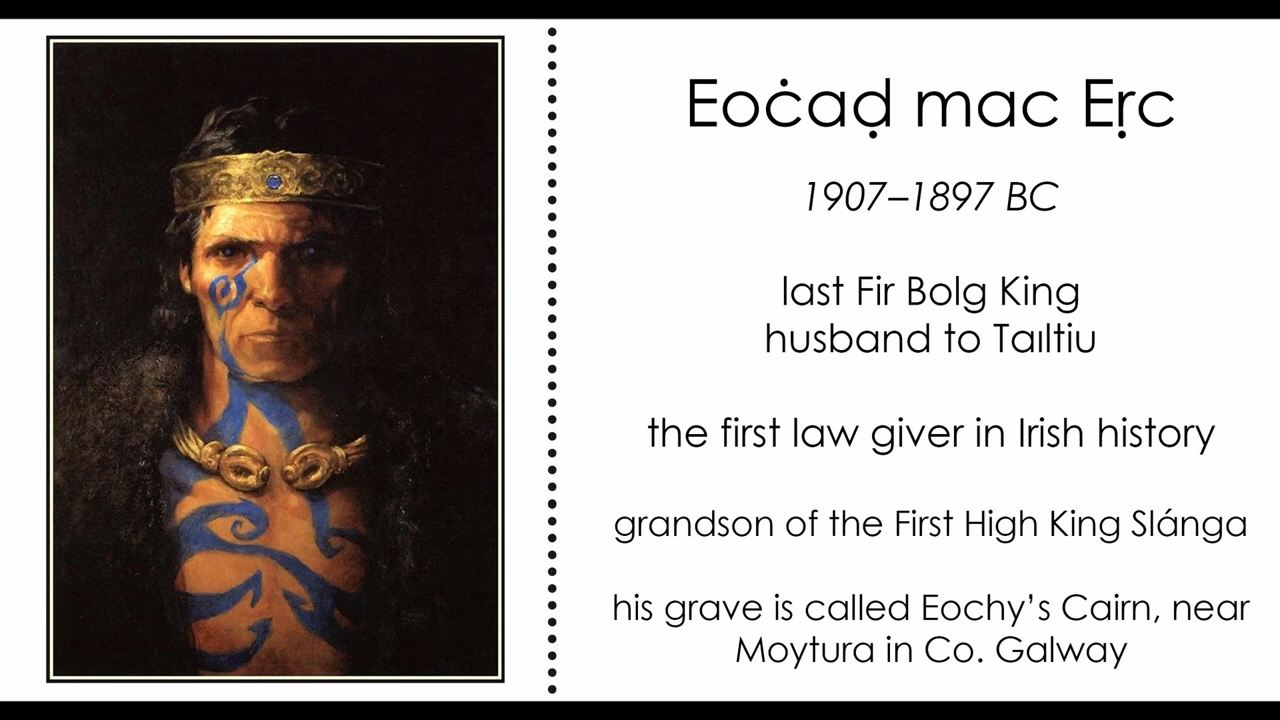 Eoċaḍ mac Eṛc
1907–1897 BC
last Fir Bolg King
husband to Taıltiu
the first law giver in Irish history
grandson of the First High King Slánga
his grave is called Eochy’s Cairn, near
Moytura in Co. Galway